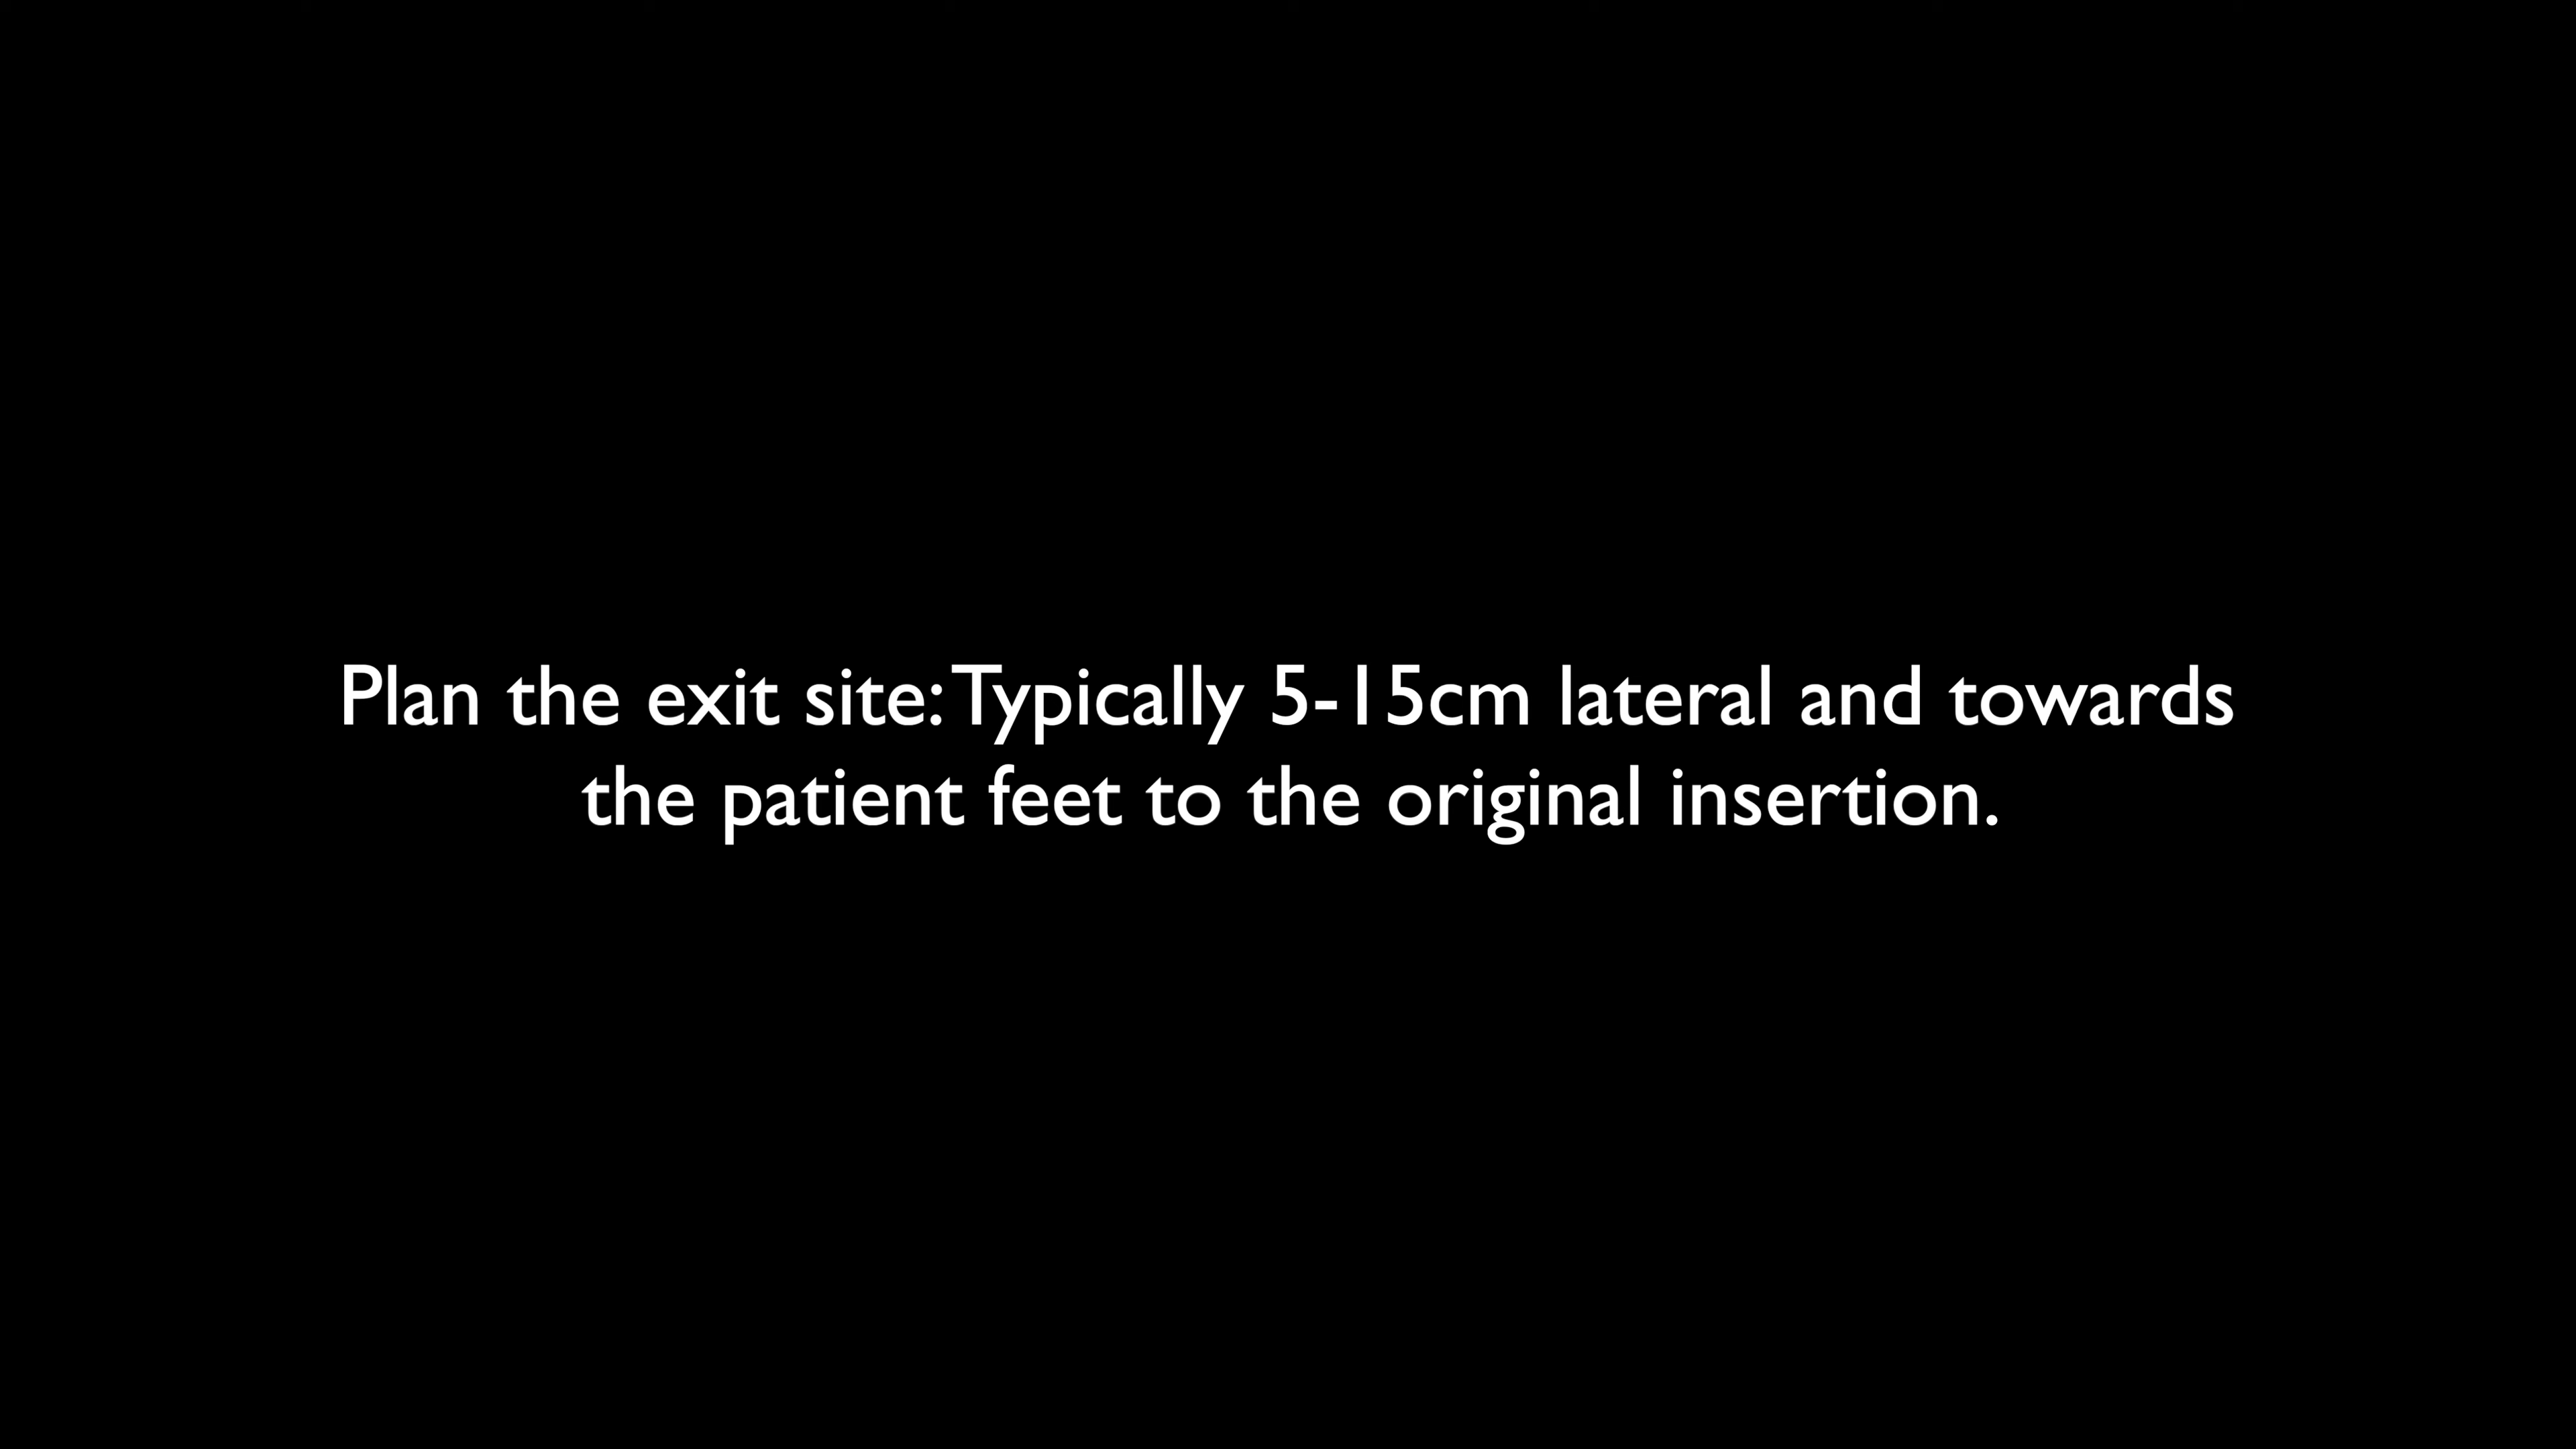 Plan the exit site: Typically 5-15cm lateral and towards
the patient feet to the original insertion.